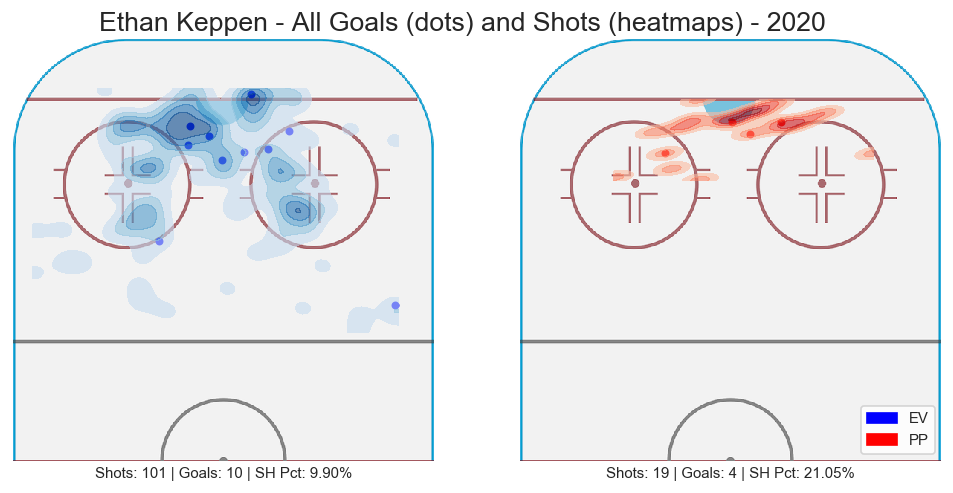 Ethan Keppen - All Goals (dots) and Shots (heatmaps) - 2020
EV
PP
Shots: 101 | Goals: 10 | SH Pct: 9.90%
Shots: 19 | Goals: 4 | SH Pct: 21.05%